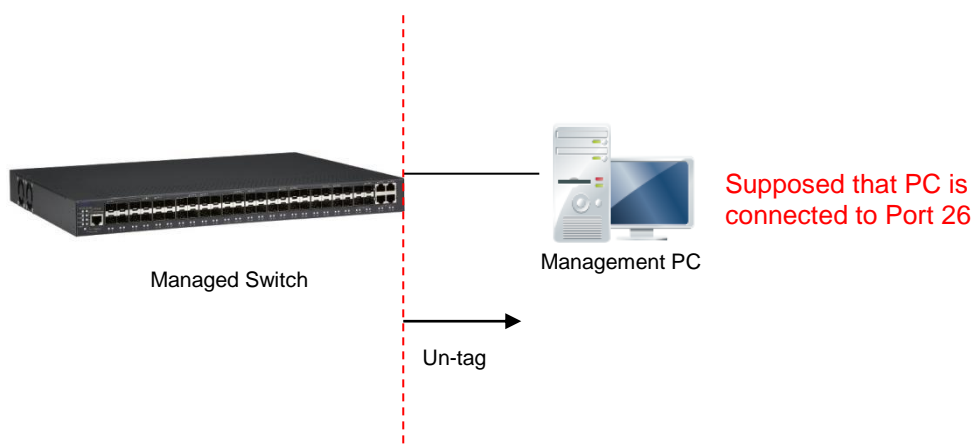 Supposed that PC is
connected to Port 26
Management PC
Managed Switch
Un-tag